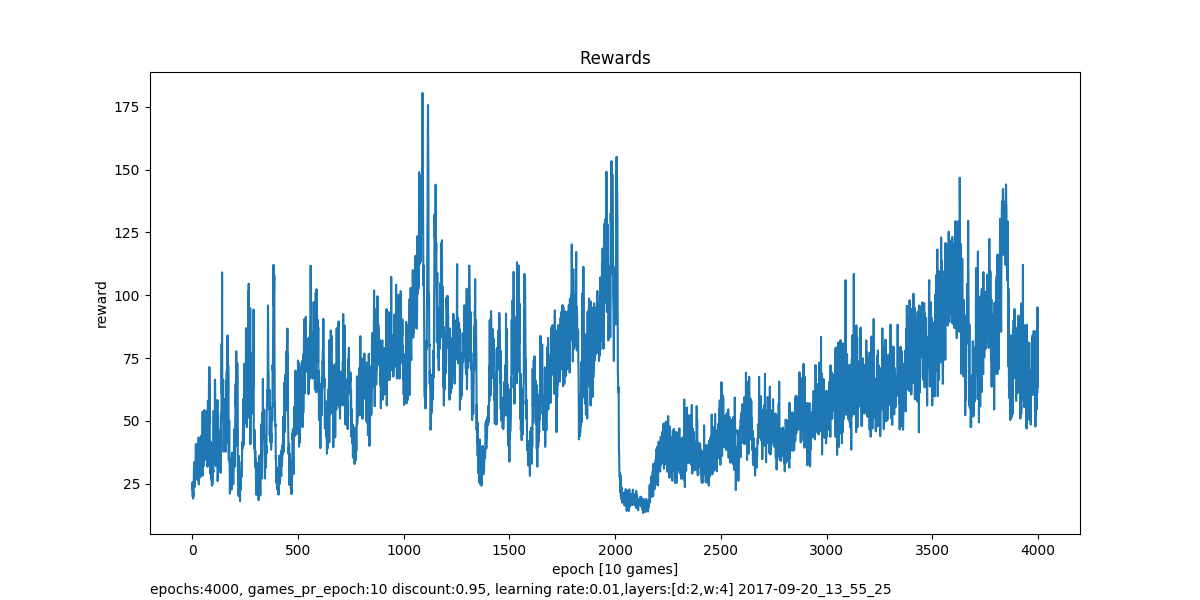 Rewards
175
150
125
100
75
50
25
reward
0 500 1000 1500 2000 2500 3000 3500 4000
epoch [10 games]
epochs:4000, games_pr_epoch:10 discount:0.95, learning rate:0.01,layers:[d:2,w:4] 2017-09-20_13_55_25